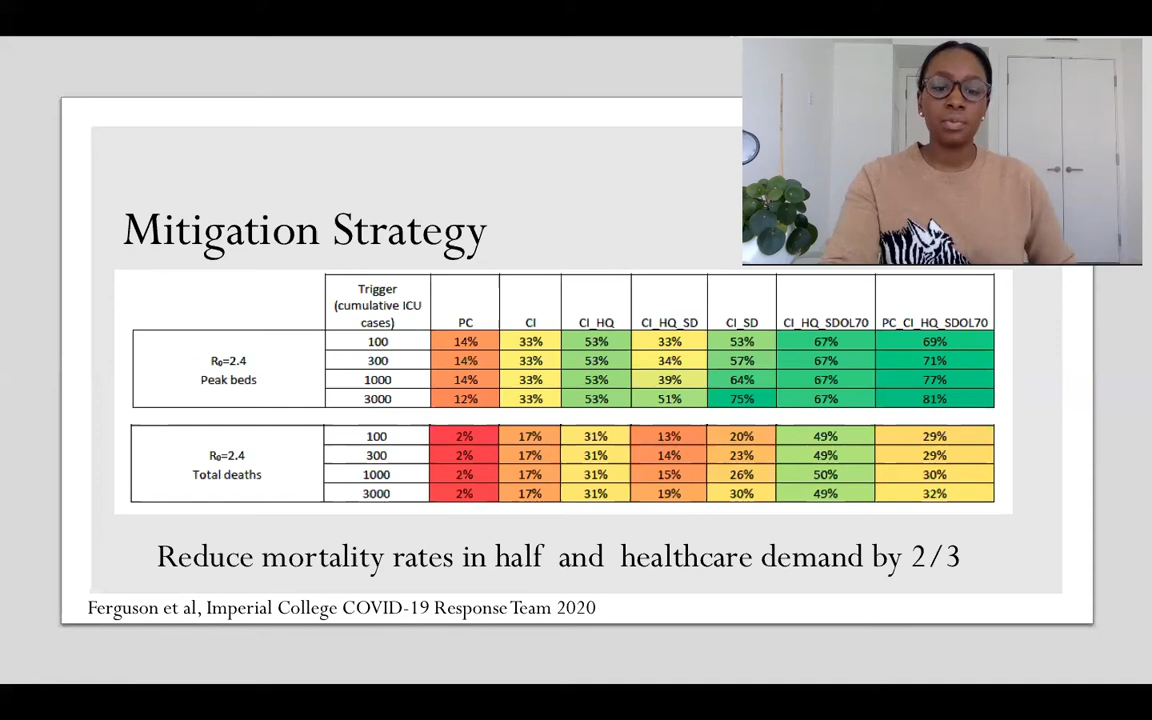 Mitigation Strategy
Trigger
(cumulative ICU
cases) PC CI CI_HQ CI_HQ_SD CI_SD CI_HQ_SDOL70 PC_CI_HQ_SDOL70
100 14% 33% 53% 33% 53% 67% 69%
R₀=2.4 300 14% 33% 53% 34% 57% 67% 71%
Peak beds 1000 14% 33% 53% 39% 64% 67% 77%
3000 12% 33% 53% 51% 75% 67% 81%
100 2% 17% 31% 13% 20% 49% 29%
R₀=2.4 300 2% 17% 31% 14% 23% 49% 29%
Total deaths 1000 2% 17% 31% 15% 26% 50% 30%
3000 2% 17% 31% 19% 30% 49% 32%
Reduce mortality rates in half and healthcare demand by 2/3
Ferguson et al, Imperial College COVID-19 Response Team 2020